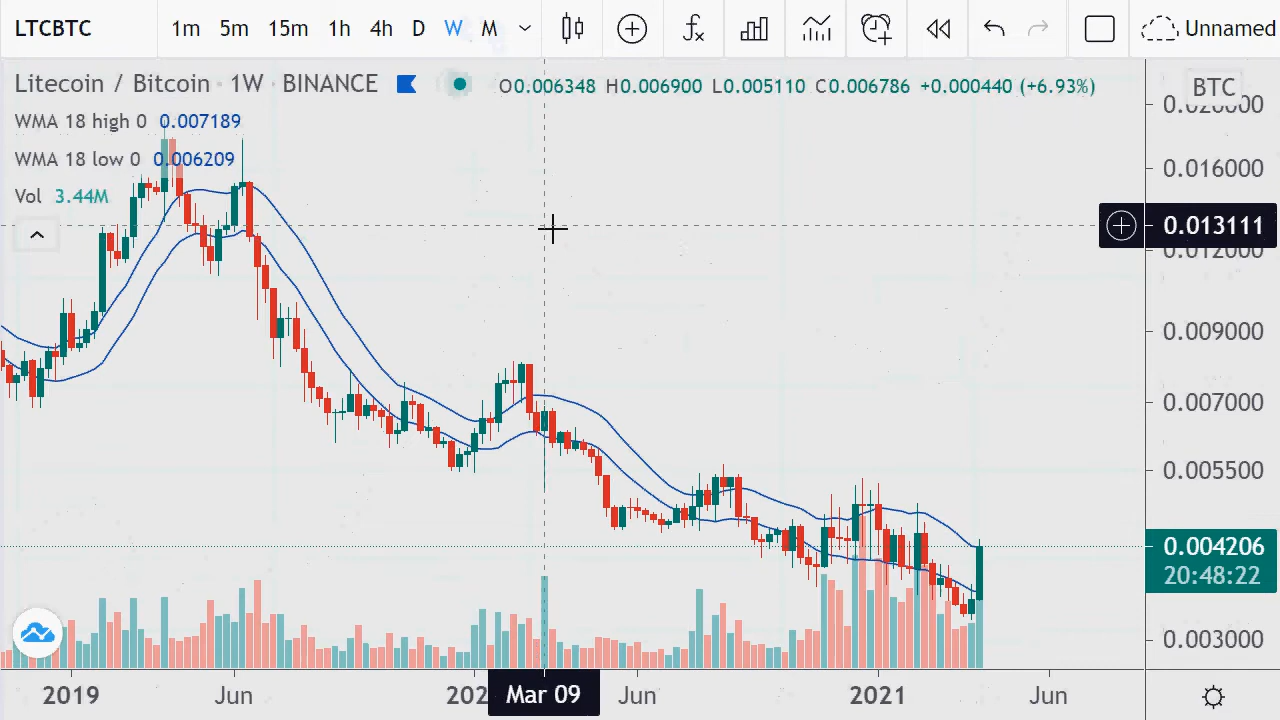 LTCBTC 1m 5m 15m 1h 4h D W M Unnamed
Litecoin / Bitcoin · 1W · BINANCE O0.006348 H0.006900 L0.005110 C0.006786 +0.000440 (+6.93%) BTC
WMA 18 high 0 0.007189
WMA 18 low 0 0.006209
0.016000
Vol 3.44M
0.013111
0.012000
0.009000
0.007000
0.005500
0.004206
20:48:22
0.003000
2019 Jun Mar 09 Jun 2021 Jun